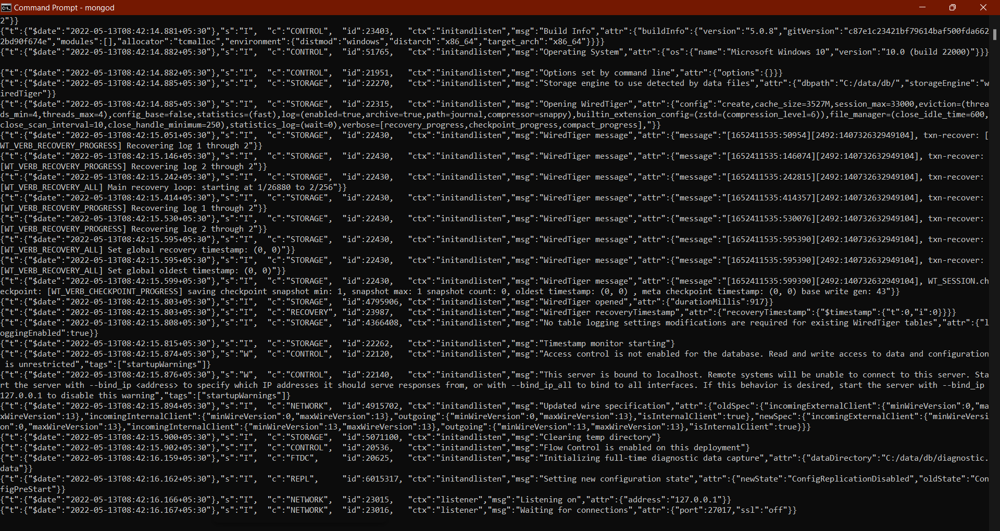 Command Prompt - mongod
2"}}
{"t":{"$date":"2022-05-13T08:42:14.881+05:30"},"s":"I",  "c":"CONTROL",  "id":23403,   "ctx":"initandlisten","msg":"Build Info","attr":{"buildInfo":{"version":"5.0.8","gitVersion":"c87e1c23421bf79614baf500fda662
2bd90f674e","modules":[],"allocator":"tcmalloc","environment":{"distmod":"windows","distarch":"x86_64","target_arch":"x86_64"}}}}
{"t":{"$date":"2022-05-13T08:42:14.882+05:30"},"s":"I",  "c":"CONTROL",  "id":51765,   "ctx":"initandlisten","msg":"Operating System","attr":{"os":{"name":"Microsoft Windows 10","version":"10.0 (build 22000)"}}}
{"t":{"$date":"2022-05-13T08:42:14.882+05:30"},"s":"I",  "c":"CONTROL",  "id":21951,   "ctx":"initandlisten","msg":"Options set by command line","attr":{"options":{}}}
{"t":{"$date":"2022-05-13T08:42:14.885+05:30"},"s":"I",  "c":"STORAGE",  "id":22270,   "ctx":"initandlisten","msg":"Storage engine to use detected by data files","attr":{"dbpath":"C:/data/db/","storageEngine":"w
iredTiger"}}
{"t":{"$date":"2022-05-13T08:42:14.885+05:30"},"s":"I",  "c":"STORAGE",  "id":22315,   "ctx":"initandlisten","msg":"Opening WiredTiger","attr":{"config":"create,cache_size=3527M,session_max=33000,eviction=(threa
ds_min=4,threads_max=4),config_base=false,statistics=(fast),log=(enabled=true,archive=true,path=journal,compressor=snappy),builtin_extension_config=(zstd=(compression_level=6)),file_manager=(close_idle_time=600,
close_scan_interval=10,close_handle_minimum=250),statistics_log=(wait=0),verbose=[recovery_progress,checkpoint_progress,compact_progress],"}}
{"t":{"$date":"2022-05-13T08:42:15.051+05:30"},"s":"I",  "c":"STORAGE",  "id":22430,   "ctx":"initandlisten","msg":"WiredTiger message","attr":{"message":"[1652411535:50954][2492:140732632949104], txn-recover: [
WT_VERB_RECOVERY_PROGRESS] Recovering log 1 through 2"}}
{"t":{"$date":"2022-05-13T08:42:15.146+05:30"},"s":"I",  "c":"STORAGE",  "id":22430,   "ctx":"initandlisten","msg":"WiredTiger message","attr":{"message":"[1652411535:146074][2492:140732632949104], txn-recover:
[WT_VERB_RECOVERY_PROGRESS] Recovering log 2 through 2"}}
{"t":{"$date":"2022-05-13T08:42:15.242+05:30"},"s":"I",  "c":"STORAGE",  "id":22430,   "ctx":"initandlisten","msg":"WiredTiger message","attr":{"message":"[1652411535:242815][2492:140732632949104], txn-recover:
[WT_VERB_RECOVERY_ALL] Main recovery loop: starting at 1/26880 to 2/256"}}
{"t":{"$date":"2022-05-13T08:42:15.414+05:30"},"s":"I",  "c":"STORAGE",  "id":22430,   "ctx":"initandlisten","msg":"WiredTiger message","attr":{"message":"[1652411535:414357][2492:140732632949104], txn-recover:
[WT_VERB_RECOVERY_PROGRESS] Recovering log 1 through 2"}}
{"t":{"$date":"2022-05-13T08:42:15.530+05:30"},"s":"I",  "c":"STORAGE",  "id":22430,   "ctx":"initandlisten","msg":"WiredTiger message","attr":{"message":"[1652411535:530076][2492:140732632949104], txn-recover:
[WT_VERB_RECOVERY_PROGRESS] Recovering log 2 through 2"}}
{"t":{"$date":"2022-05-13T08:42:15.595+05:30"},"s":"I",  "c":"STORAGE",  "id":22430,   "ctx":"initandlisten","msg":"WiredTiger message","attr":{"message":"[1652411535:595390][2492:140732632949104], txn-recover:
[WT_VERB_RECOVERY_ALL] Set global recovery timestamp: (0, 0)"}}
{"t":{"$date":"2022-05-13T08:42:15.595+05:30"},"s":"I",  "c":"STORAGE",  "id":22430,   "ctx":"initandlisten","msg":"WiredTiger message","attr":{"message":"[1652411535:595390][2492:140732632949104], txn-recover:
[WT_VERB_RECOVERY_ALL] Set global oldest timestamp: (0, 0)"}}
{"t":{"$date":"2022-05-13T08:42:15.599+05:30"},"s":"I",  "c":"STORAGE",  "id":22430,   "ctx":"initandlisten","msg":"WiredTiger message","attr":{"message":"[1652411535:599390][2492:140732632949104], WT_SESSION.ch
eckpoint: [WT_VERB_CHECKPOINT_PROGRESS] saving checkpoint snapshot min: 1, snapshot max: 1 snapshot count: 0, oldest timestamp: (0, 0) , meta checkpoint timestamp: (0, 0) base write gen: 43"}}
{"t":{"$date":"2022-05-13T08:42:15.803+05:30"},"s":"I",  "c":"STORAGE",  "id":4795906, "ctx":"initandlisten","msg":"WiredTiger opened","attr":{"durationMillis":917}}
{"t":{"$date":"2022-05-13T08:42:15.803+05:30"},"s":"I",  "c":"RECOVERY", "id":23987,   "ctx":"initandlisten","msg":"WiredTiger recoveryTimestamp","attr":{"recoveryTimestamp":{"$timestamp":{"t":0,"i":0}}}}
{"t":{"$date":"2022-05-13T08:42:15.808+05:30"},"s":"I",  "c":"STORAGE",  "id":4366408, "ctx":"initandlisten","msg":"No table logging settings modifications are required for existing WiredTiger tables","attr":{"l
oggingEnabled":true}}
{"t":{"$date":"2022-05-13T08:42:15.815+05:30"},"s":"I",  "c":"STORAGE",  "id":22262,   "ctx":"initandlisten","msg":"Timestamp monitor starting"}
{"t":{"$date":"2022-05-13T08:42:15.874+05:30"},"s":"W",  "c":"CONTROL",  "id":22120,   "ctx":"initandlisten","msg":"Access control is not enabled for the database. Read and write access to data and configuration
 is unrestricted","tags":["startupWarnings"]}
{"t":{"$date":"2022-05-13T08:42:15.876+05:30"},"s":"W",  "c":"CONTROL",  "id":22140,   "ctx":"initandlisten","msg":"This server is bound to localhost. Remote systems will be unable to connect to this server. Sta
rt the server with --bind_ip <address> to specify which IP addresses it should serve responses from, or with --bind_ip_all to bind to all interfaces. If this behavior is desired, start the server with --bind_ip
127.0.0.1 to disable this warning","tags":["startupWarnings"]}
{"t":{"$date":"2022-05-13T08:42:15.894+05:30"},"s":"I",  "c":"NETWORK",  "id":4915702, "ctx":"initandlisten","msg":"Updated wire specification","attr":{"oldSpec":{"incomingExternalClient":{"minWireVersion":0,"ma
xWireVersion":13},"incomingInternalClient":{"minWireVersion":0,"maxWireVersion":13},"outgoing":{"minWireVersion":0,"maxWireVersion":13},"isInternalClient":true},"newSpec":{"incomingExternalClient":{"minWireVersi
on":0,"maxWireVersion":13},"incomingInternalClient":{"minWireVersion":13,"maxWireVersion":13},"outgoing":{"minWireVersion":13,"maxWireVersion":13},"isInternalClient":true}}}
{"t":{"$date":"2022-05-13T08:42:15.900+05:30"},"s":"I",  "c":"STORAGE",  "id":5071100, "ctx":"initandlisten","msg":"Clearing temp directory"}
{"t":{"$date":"2022-05-13T08:42:15.902+05:30"},"s":"I",  "c":"CONTROL",  "id":20536,   "ctx":"initandlisten","msg":"Flow Control is enabled on this deployment"}
{"t":{"$date":"2022-05-13T08:42:16.159+05:30"},"s":"I",  "c":"FTDC",     "id":20625,   "ctx":"initandlisten","msg":"Initializing full-time diagnostic data capture","attr":{"dataDirectory":"C:/data/db/diagnostic.
data"}}
{"t":{"$date":"2022-05-13T08:42:16.162+05:30"},"s":"I",  "c":"REPL",     "id":6015317, "ctx":"initandlisten","msg":"Setting new configuration state","attr":{"newState":"ConfigReplicationDisabled","oldState":"Con
figPreStart"}}
{"t":{"$date":"2022-05-13T08:42:16.166+05:30"},"s":"I",  "c":"NETWORK",  "id":23015,   "ctx":"listener","msg":"Listening on","attr":{"address":"127.0.0.1"}}
{"t":{"$date":"2022-05-13T08:42:16.167+05:30"},"s":"I",  "c":"NETWORK",  "id":23016,   "ctx":"listener","msg":"Waiting for connections","attr":{"port":27017,"ssl":"off"}}